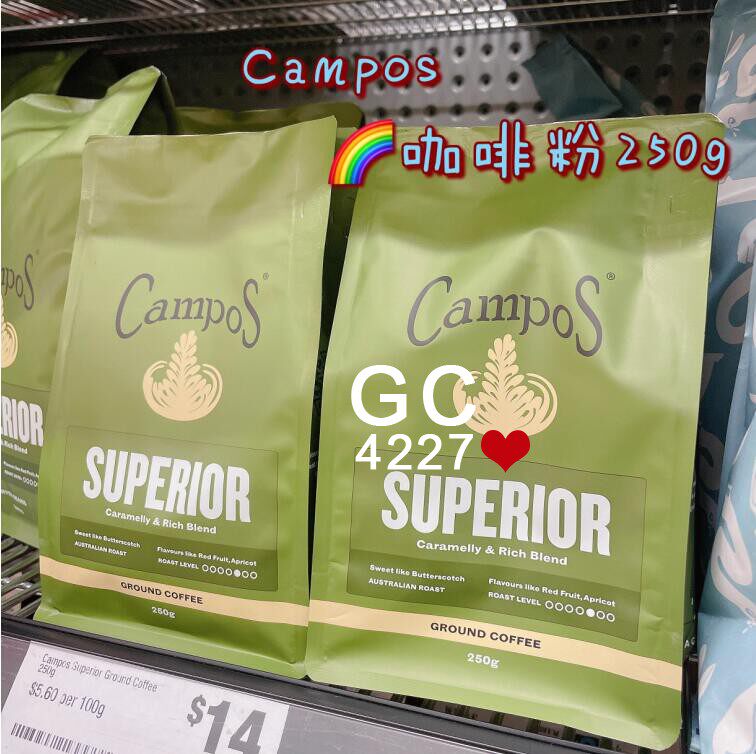 Campos
咖啡粉250g
Campos®
SUPERIOR
Caramelly & Rich Blend
Sweet like Butterscotch
AUSTRALIAN ROAST
Flavours like Red Fruit, Apricot
ROAST LEVEL
GROUND COFFEE
250g
Campos®
GC
4227
SUPERIOR
Caramelly & Rich Blend
Sweet like Butterscotch
AUSTRALIAN ROAST
Flavours like Red Fruit, Apricot
ROAST LEVEL
GROUND COFFEE
250g
Campos Superior Ground Coffee
250g
$5.60 per 100g
$14